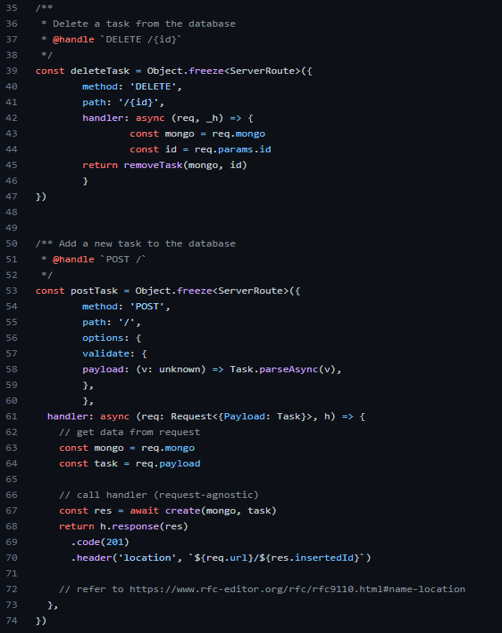 35 /**
36  * Delete a task from the database
37  * @handle `DELETE /{id}`
38  */
39 const deleteTask = Object.freeze<ServerRoute>({
40         method: 'DELETE',
41         path: '/{id}',
42         handler: async (req, _h) => {
43                 const mongo = req.mongo
44                 const id = req.params.id
45         return removeTask(mongo, id)
46         }
47 })
48
49
50 /** Add a new task to the database
51  * @handle `POST /`
52  */
53 const postTask = Object.freeze<ServerRoute>({
54         method: 'POST',
55         path: '/',
56         options: {
57         validate: {
58         payload: (v: unknown) => Task.parseAsync(v),
59         },
60         },
61   handler: async (req: Request<{Payload: Task}>, h) => {
62     // get data from request
63     const mongo = req.mongo
64     const task = req.payload
65
66     // call handler (request-agnostic)
67     const res = await create(mongo, task)
68     return h.response(res)
69       .code(201)
70       .header('location', `${req.url}/${res.insertedId}`)
71
72     // refer to https://www.rfc-editor.org/rfc/rfc9110.html#name-location
73   },
74 })